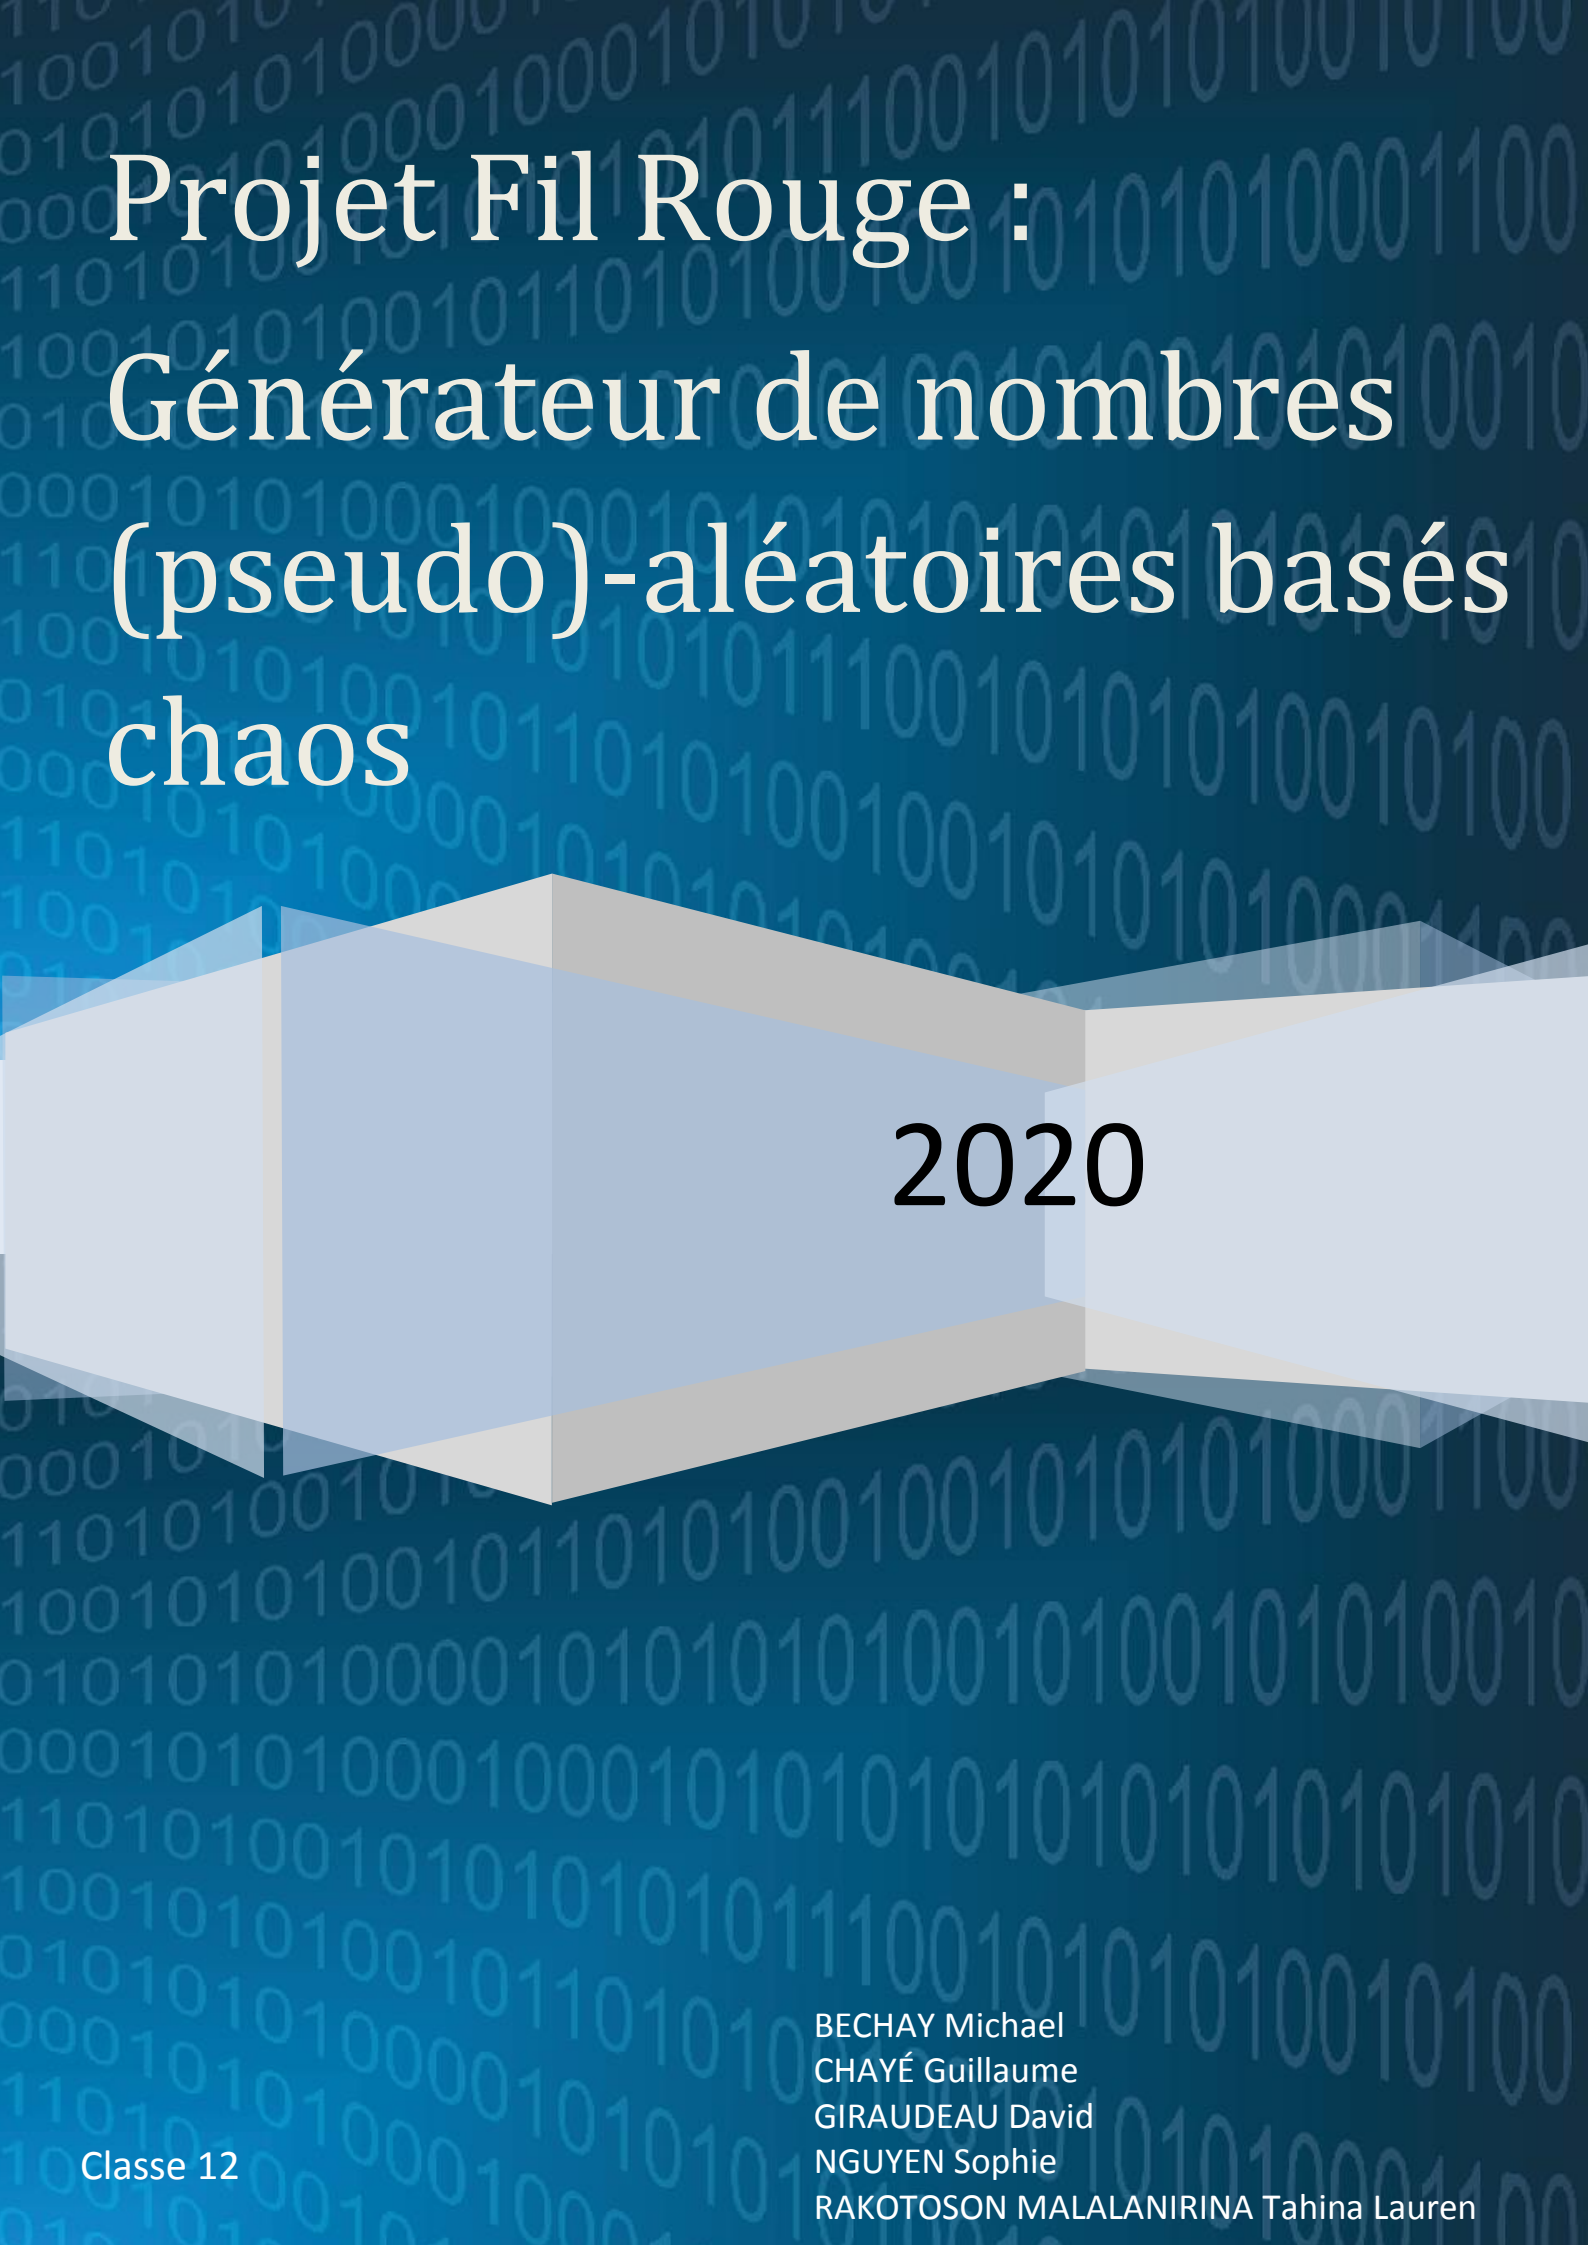 Projet Fil Rouge :
Générateur de nombres
(pseudo)-aléatoires basés
chaos
2020
BECHAY Michael
CHAYÉ Guillaume
GIRAUDEAU David
NGUYEN Sophie
Classe 12
RAKOTOSON MALALANIRINA Tahina Lauren